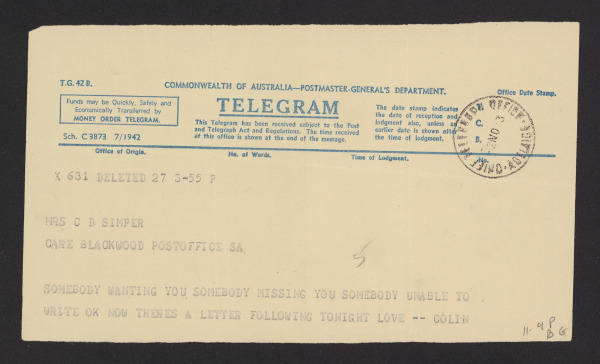 T.G. 42 B.
COMMONWEALTH OF AUSTRALIA—POSTMASTER-GENERAL'S DEPARTMENT.
Office Date Stamp.
Funds may be Quickly, Safely and
Economically Transferred by
MONEY ORDER TELEGRAM.
TELEGRAM
This Telegram has been received subject to the Post
and Telegraph Act and Regulations. The time received
at this office is shown at the end of the message.
The date stamp indicates
the date of reception and
lodgment also, unless an
earlier date is shown after
the time of lodgment.
Sch. C 3873 7/1942
Office of Origin.
No. of Words.
Time of Lodgment.
No.
X 631 DELETED 27 3-55 P
MRS C D SIMPER
CARE BLACKWOOD POSTOFFICE SA
SOMEBODY WANTING YOU SOMEBODY MISSING YOU SOMEBODY UNABLE TO
WRITE OK NOW THERES A LETTER FOLLOWING TONIGHT LOVE -- COLIN